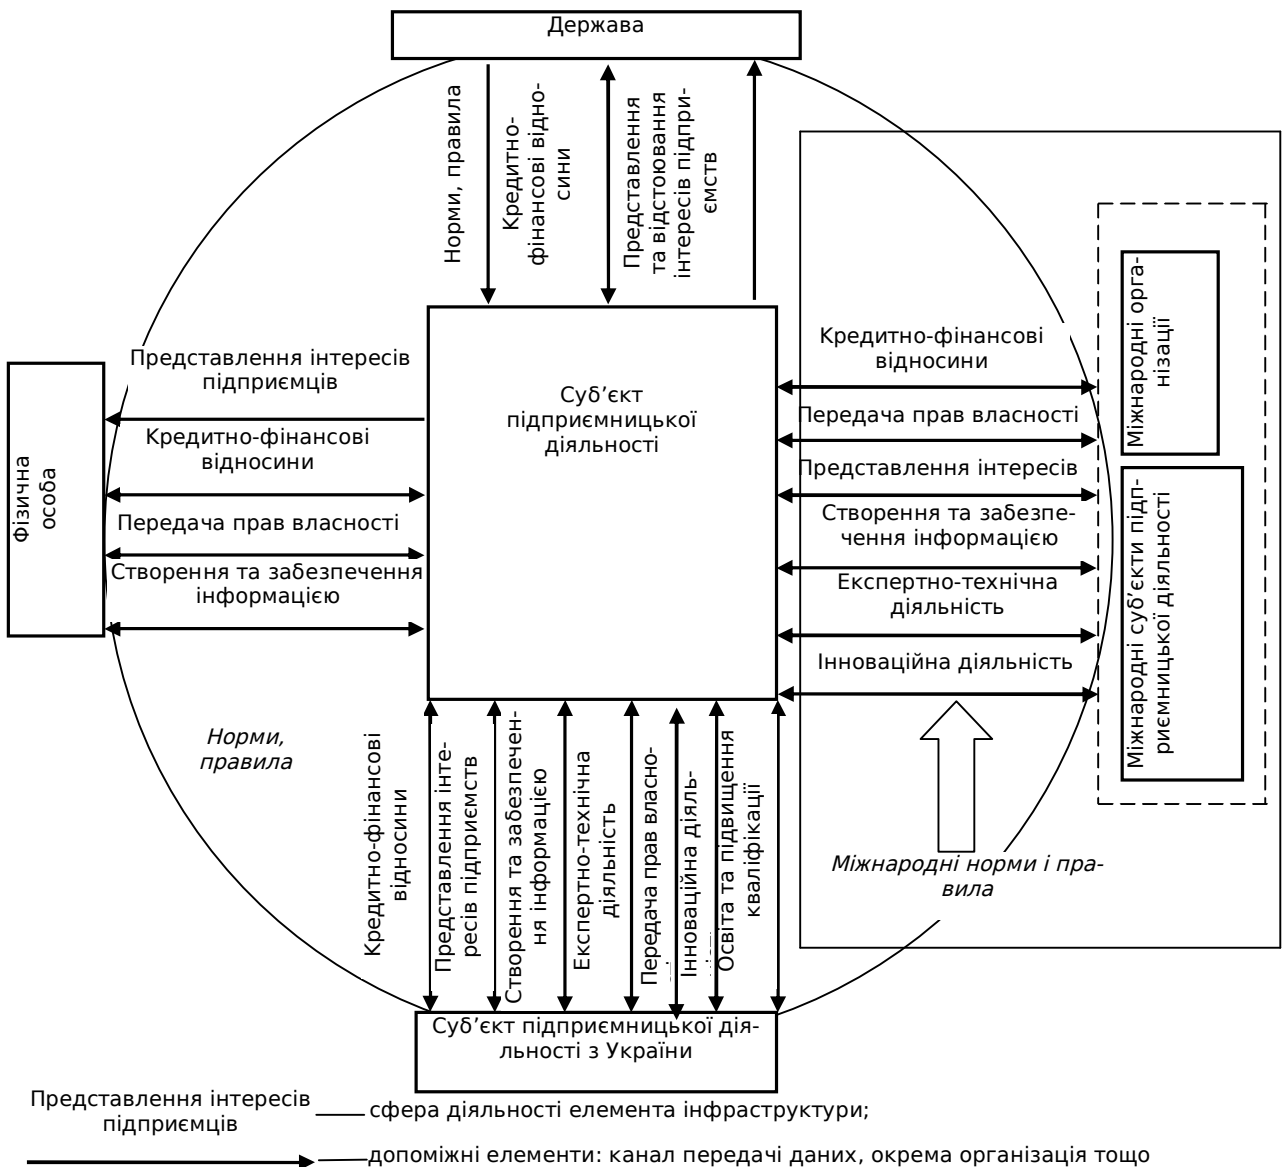 Держава
Норми, правила
Кредитно-
фінансові відно-
сини
Представлення
та відстоювання
інтересів підпри-
ємств
Фізична
особа
Представлення інтересів
підприємців
Кредитно-фінансові
відносини
Передача прав власності
Створення та забезпечення
інформацією
Суб’єкт
підприємницької
діяльності
Кредитно-фінансові
відносини
Передача прав власності
Представлення інтересів
Створення та забезпе-
чення інформацією
Експертно-технічна
діяльність
Інноваційна діяльність
Міжнародні орга-
нізації
Міжнародні суб’єкти підп-
риємницької діяльності
Норми,
правила
Кредитно-фінансові
відносини
Представлення інте-
ресів підприємств
Створення та забезпечен-
ня інформацією
Експертно-технічна
діяльність
Передача прав власно-
Інноваційна діяль-
Освіта та підвищення
кваліфікації
Міжнародні норми і пра-
вила
Суб’єкт підприємницької дія-
льності з України
Представлення інтересів
підприємців
сфера діяльності елемента інфраструктури;
допоміжні елементи: канал передачі даних, окрема організація тощо